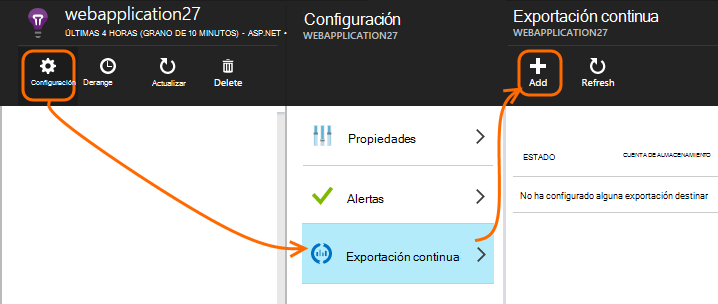 webapplication27
ÚLTIMAS 4 HORAS (GRANO DE 10 MINUTOS) - ASP.NET •
Configuración
Derange
Actualizar
Delete
Configuración
WEBAPPLICATION27
Propiedades
Alertas
Exportación continua
Exportación continua
WEBAPPLICATION27
Add
Refresh
ESTADO
CUENTA DE ALMACENAMIENTO
No ha configurado alguna exportación destinar